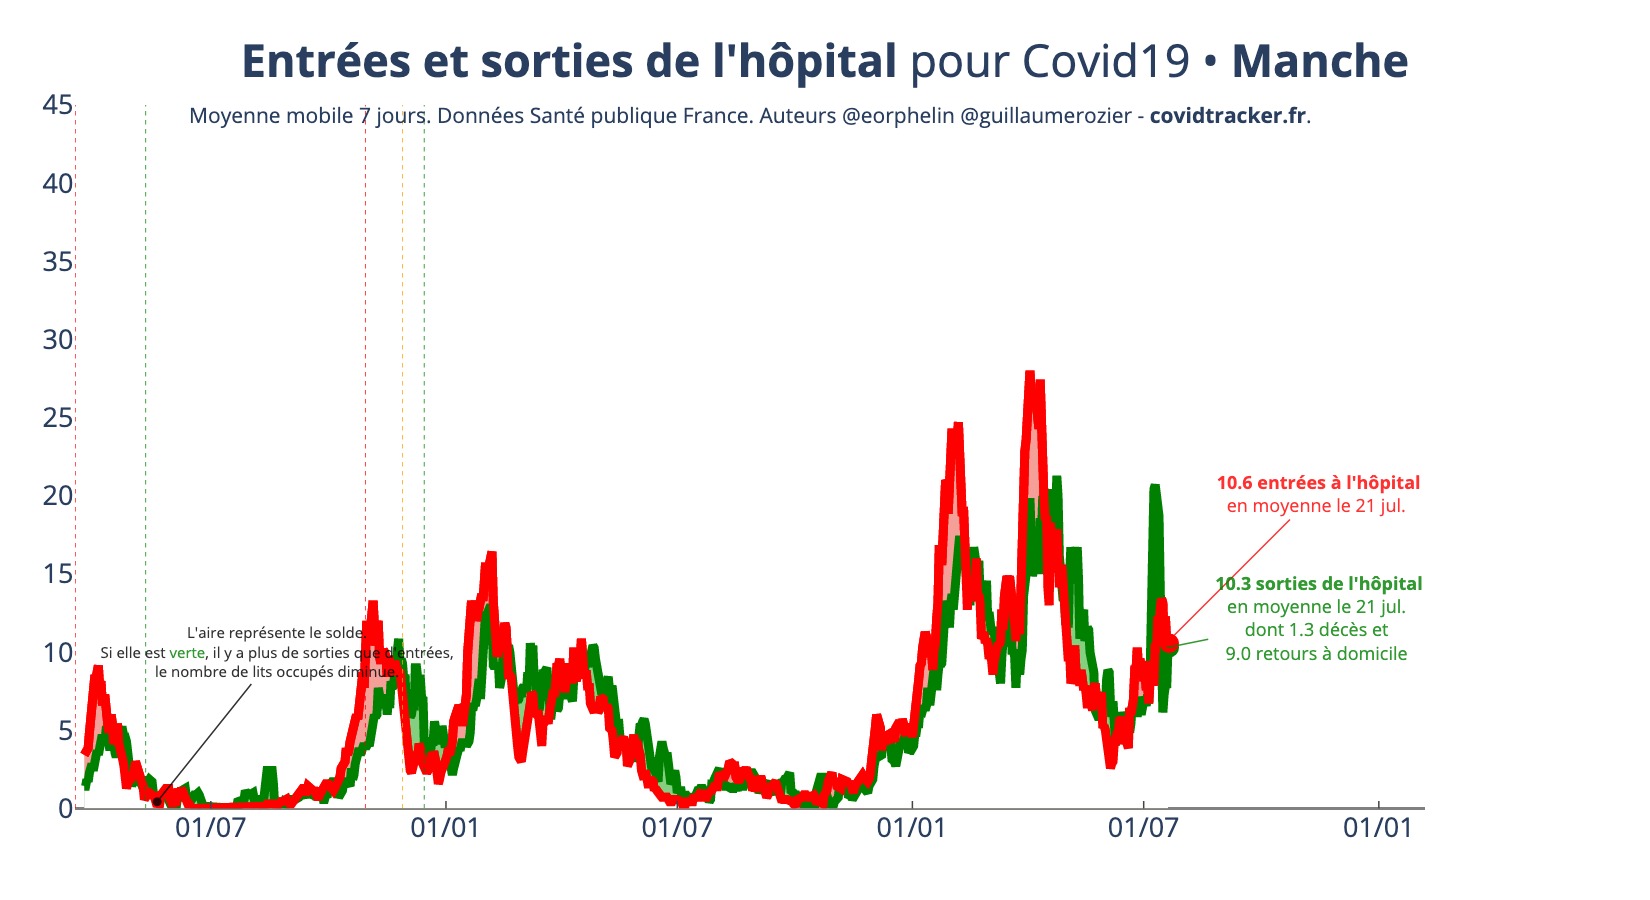 Entrées et sorties de l'hôpital pour Covid19 • Manche
Moyenne mobile 7 jours. Données Santé publique France. Auteurs @eorphelin @guillaumerozier - covidtracker.fr.
45
40
35
30
25
20
15
10
5
0
10.6 entrées à l'hôpital
en moyenne le 21 jul.
10.3 sorties de l'hôpital
en moyenne le 21 jul.
dont 1.3 décès et
9.0 retours à domicile
L'aire représente le solde.
Si elle est verte, il y a plus de sorties que d'entrées,
le nombre de lits occupés diminue.
01/07
01/01
01/07
01/01
01/07
01/01